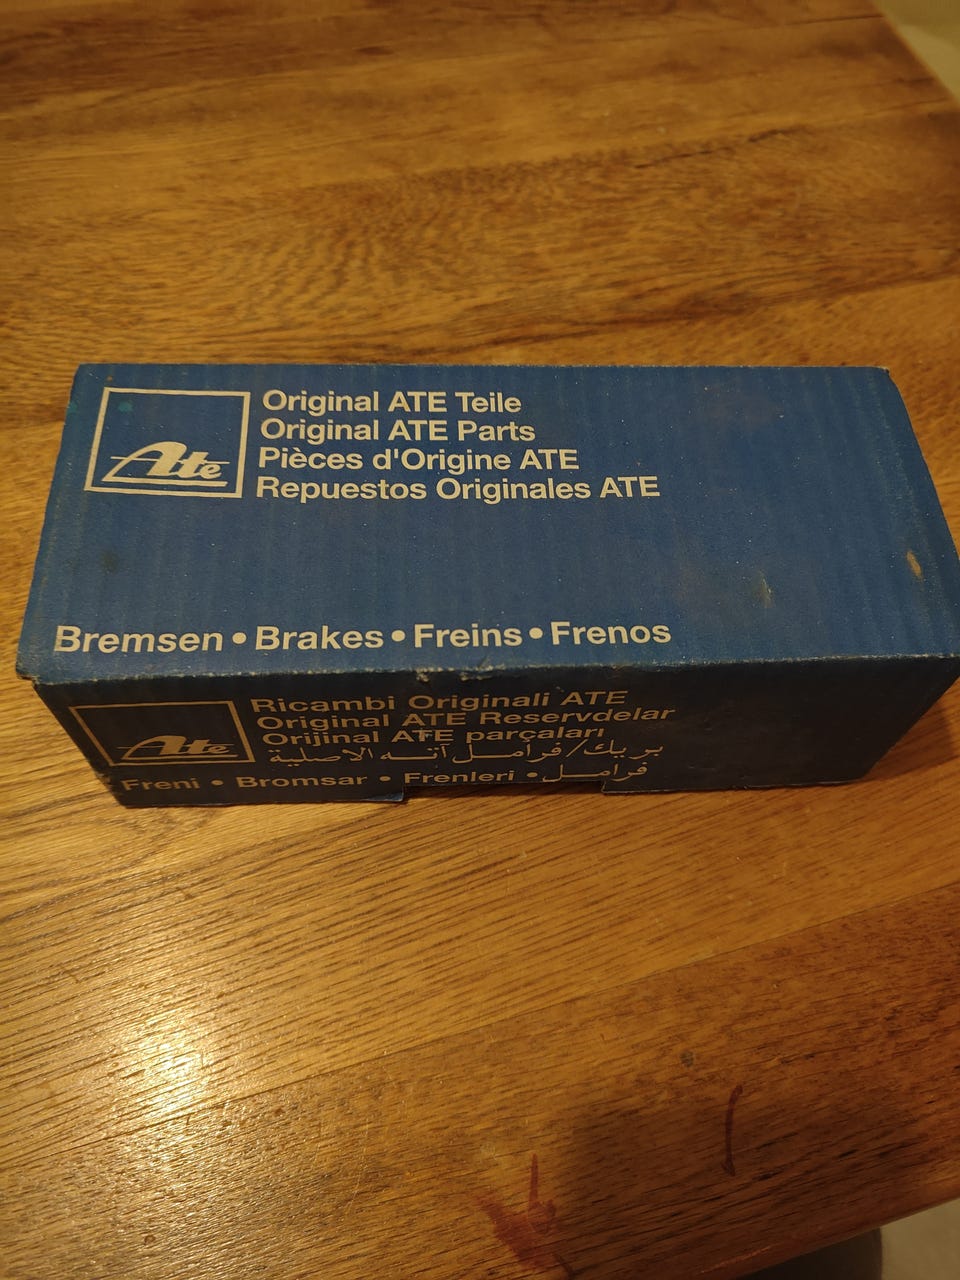 Ate
Original ATE Teile
Original ATE Parts
Pièces d'Origine ATE
Repuestos Originales ATE
Bremsen • Brakes • Freins • Frenos
Ate
Ricambi Originali ATE
Original ATE Reservdelar
Orijinal ATE parçaları
بريك/فرامل آته الاصلية
Freni • Bromsar • Frenleri • فرامل